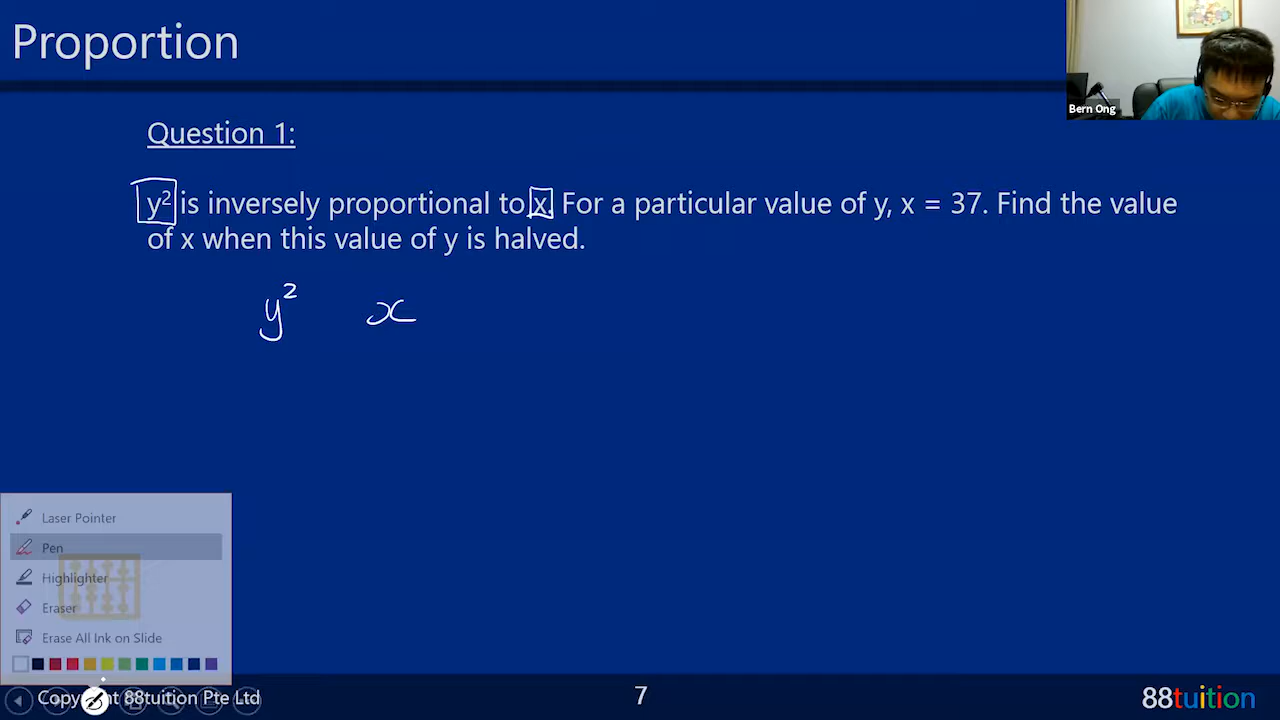 Proportion
Bern Ong
Question 1:
y² is inversely proportional to x. For a particular value of y, x = 37. Find the value
of x when this value of y is halved.
y² x
Laser Pointer
Pen
Highlighter
Eraser
Erase All Ink on Slide
Copy t 88tuition Pte Ltd
7
88tuition